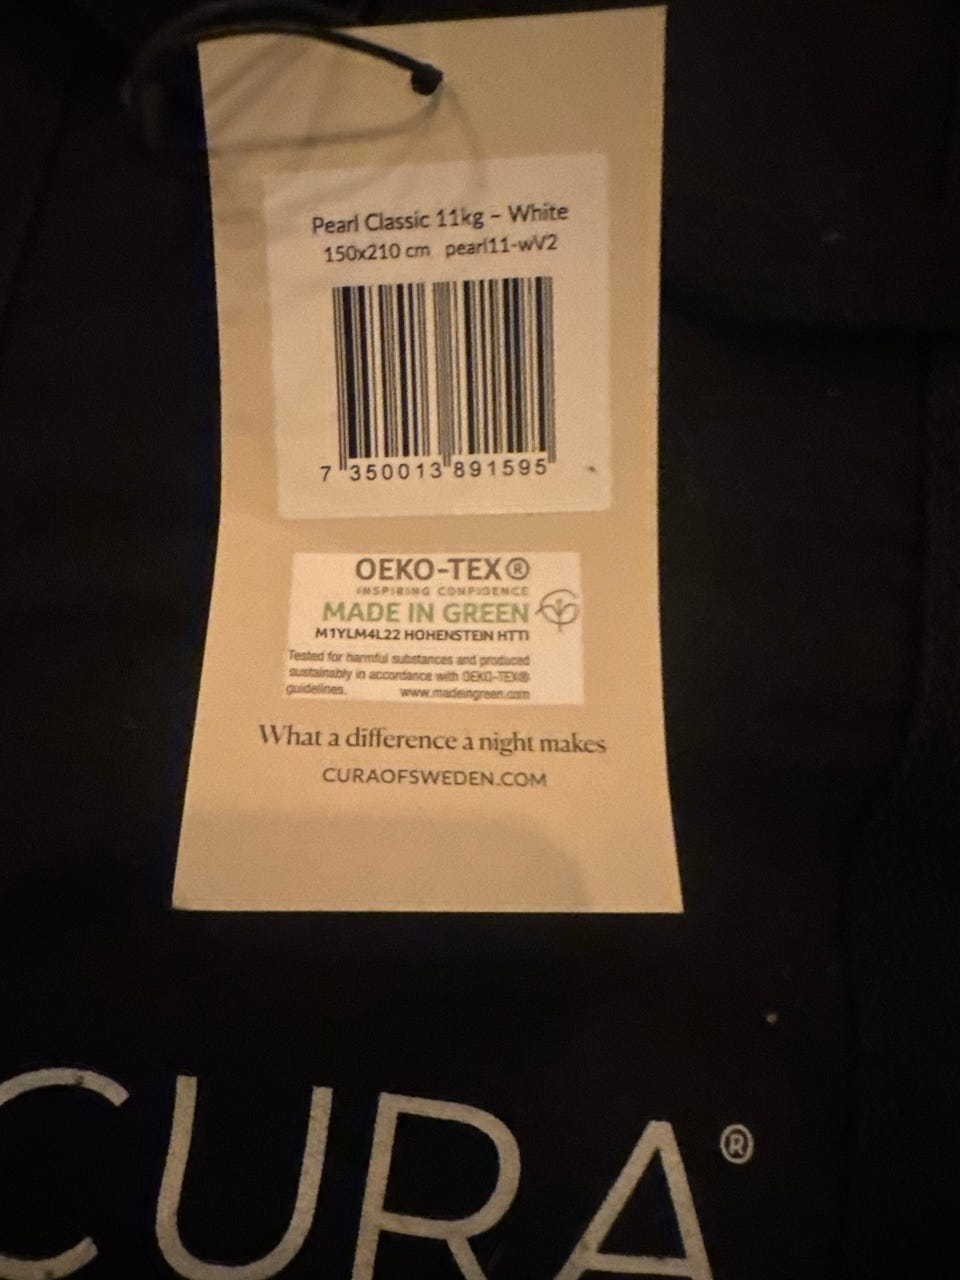 Pearl Classic 11kg – White
150x210 cm pearl11-wV2
7 350013 891595
OEKO-TEX®
INSPIRING CONFIDENCE
MADE IN GREEN
M1YLM4L22 HOHENSTEIN HTTI
Tested for harmful substances and produced
sustainably in accordance with OEKO-TEX®
guidelines. www.madeingreen.com
What a difference a night makes
CURAOFSWEDEN.COM
CURA®